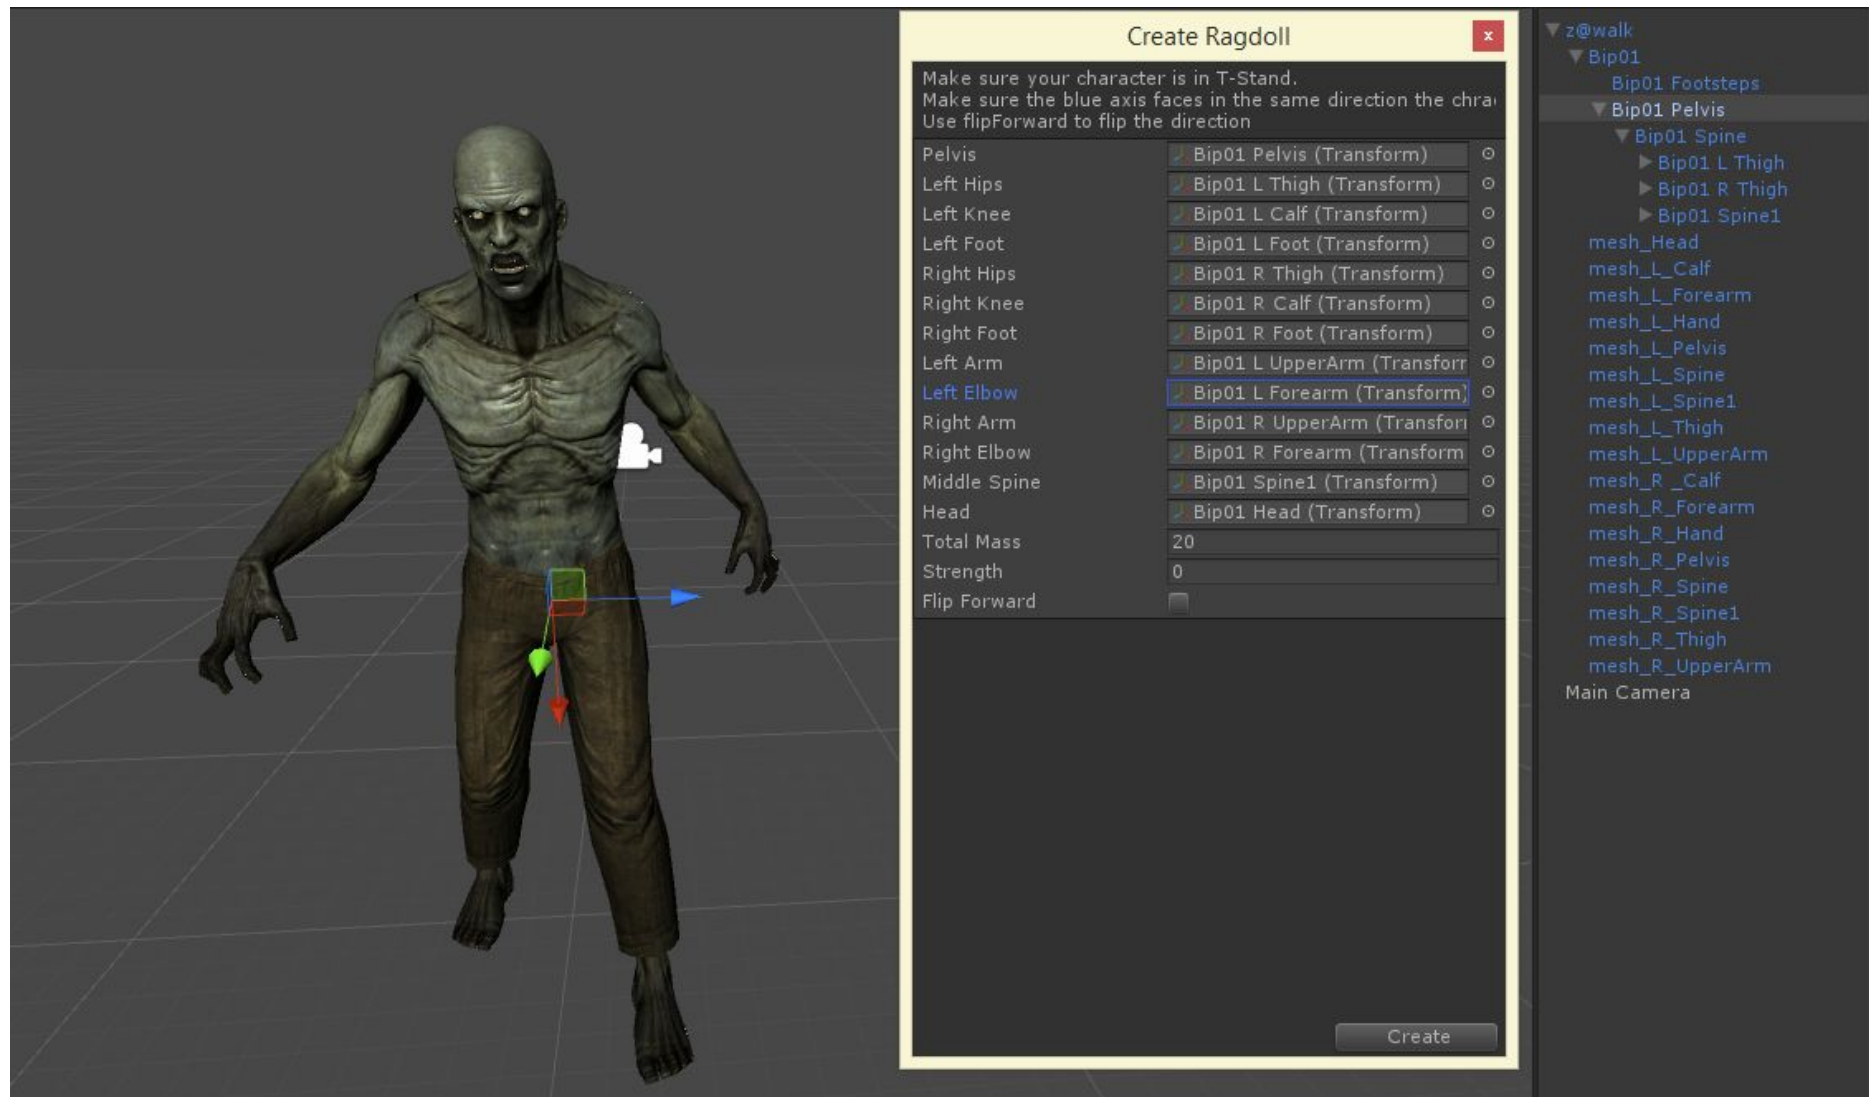 Create Ragdoll
x
Make sure your character is in T-Stand.
Make sure the blue axis faces in the same direction the chra
Use flipForward to flip the direction
Pelvis Bip01 Pelvis (Transform)
Left Hips Bip01 L Thigh (Transform)
Left Knee Bip01 L Calf (Transform)
Left Foot Bip01 L Foot (Transform)
Right Hips Bip01 R Thigh (Transform)
Right Knee Bip01 R Calf (Transform)
Right Foot Bip01 R Foot (Transform)
Left Arm Bip01 L UpperArm (Transforr
Left Elbow Bip01 L Forearm (Transform)
Right Arm Bip01 R UpperArm (Transfori
Right Elbow Bip01 R Forearm (Transform
Middle Spine Bip01 Spine1 (Transform)
Head Bip01 Head (Transform)
Total Mass 20
Strength 0
Flip Forward
Create
z@walk
Bip01
Bip01 Footsteps
Bip01 Pelvis
Bip01 Spine
Bip01 L Thigh
Bip01 R Thigh
Bip01 Spine1
mesh_Head
mesh_L_Calf
mesh_L_Forearm
mesh_L_Hand
mesh_L_Pelvis
mesh_L_Spine
mesh_L_Spine1
mesh_L_Thigh
mesh_L_UpperArm
mesh_R _Calf
mesh_R_Forearm
mesh_R_Hand
mesh_R_Pelvis
mesh_R_Spine
mesh_R_Spine1
mesh_R_Thigh
mesh_R_UpperArm
Main Camera